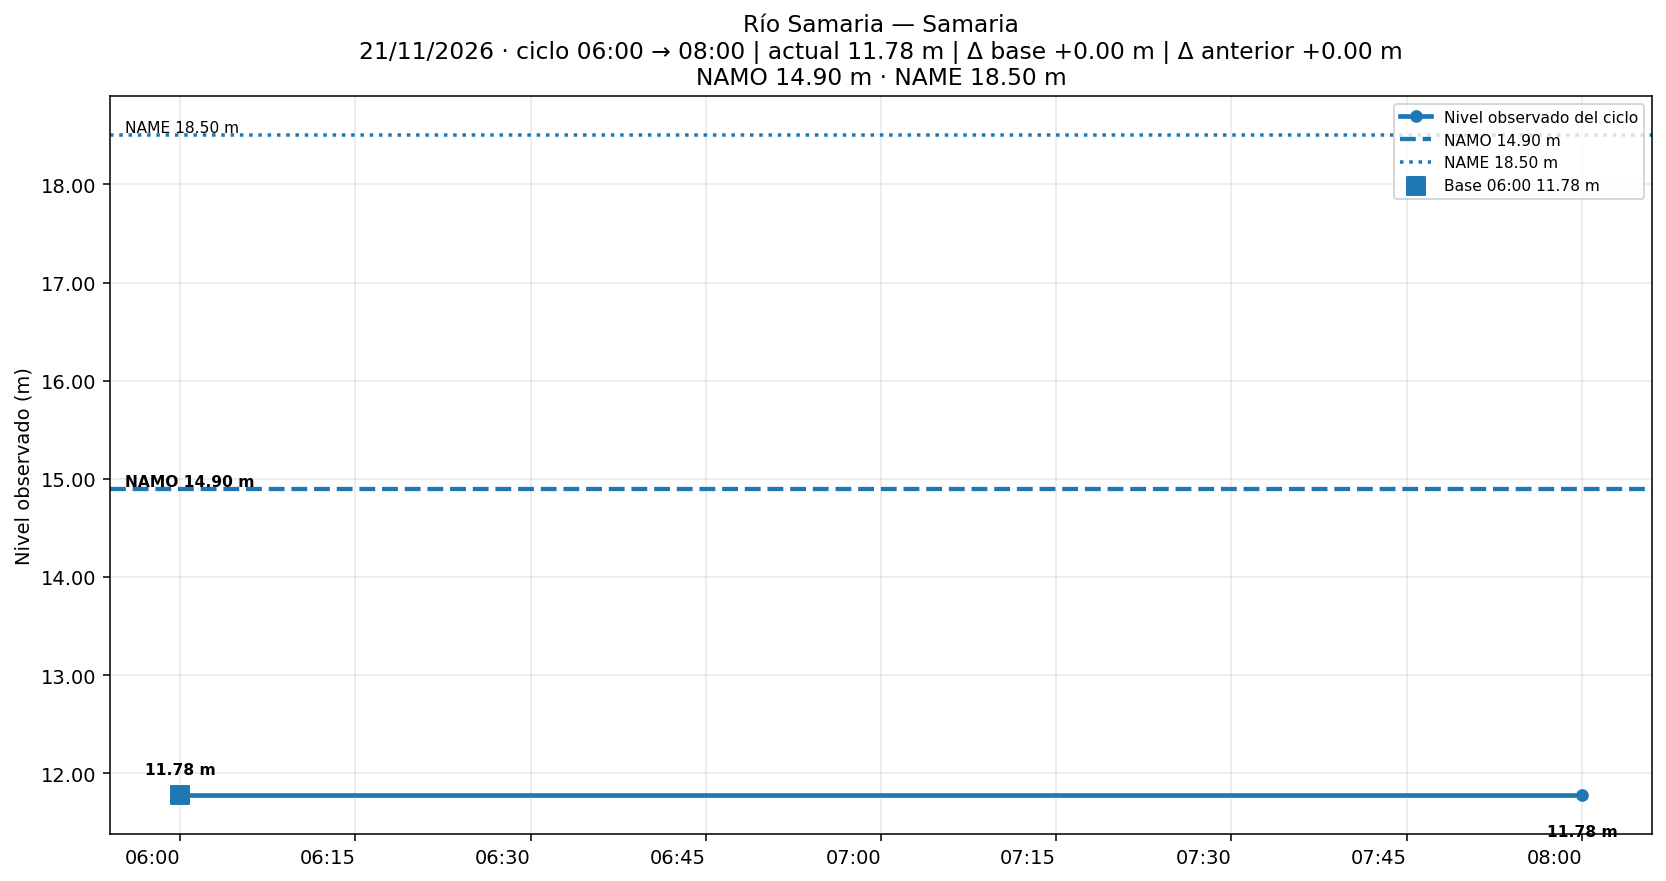 Río Samaria — Samaria
21/11/2026 · ciclo 06:00 → 08:00 | actual 11.78 m | Δ base +0.00 m | Δ anterior +0.00 m
NAMO 14.90 m · NAME 18.50 m
NAME 18.50 m
Nivel observado del ciclo
NAMO 14.90 m
NAME 18.50 m
Base 06:00 11.78 m
Nivel observado (m)
18.00
17.00
16.00
15.00
14.00
13.00
12.00
NAMO 14.90 m
11.78 m
11.78 m
06:00
06:15
06:30
06:45
07:00
07:15
07:30
07:45
08:00